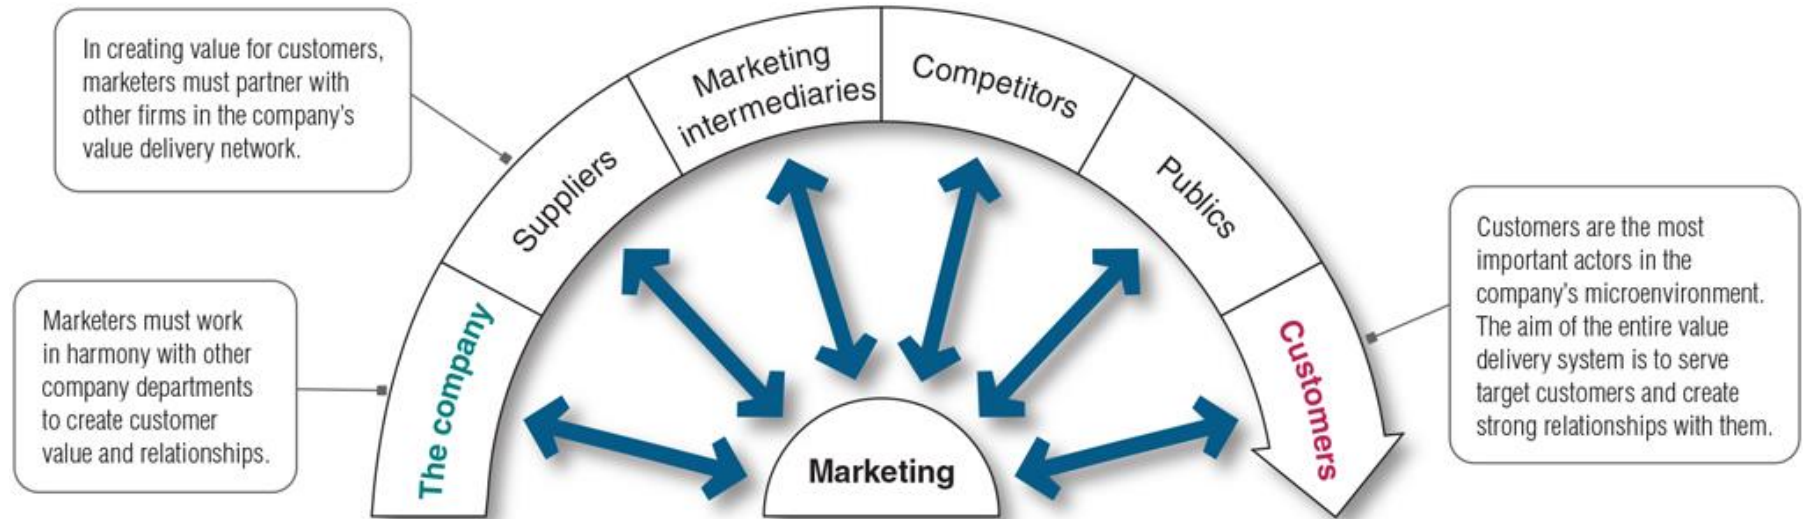 In creating value for customers,
marketers must partner with
other firms in the company's
value delivery network.
Marketers must work
in harmony with other
company departments
to create customer
value and relationships.
The company
Suppliers
Marketing
intermediaries
Competitors
Publics
Customers
Marketing
Customers are the most
important actors in the
company's microenvironment.
The aim of the entire value
delivery system is to serve
target customers and create
strong relationships with them.